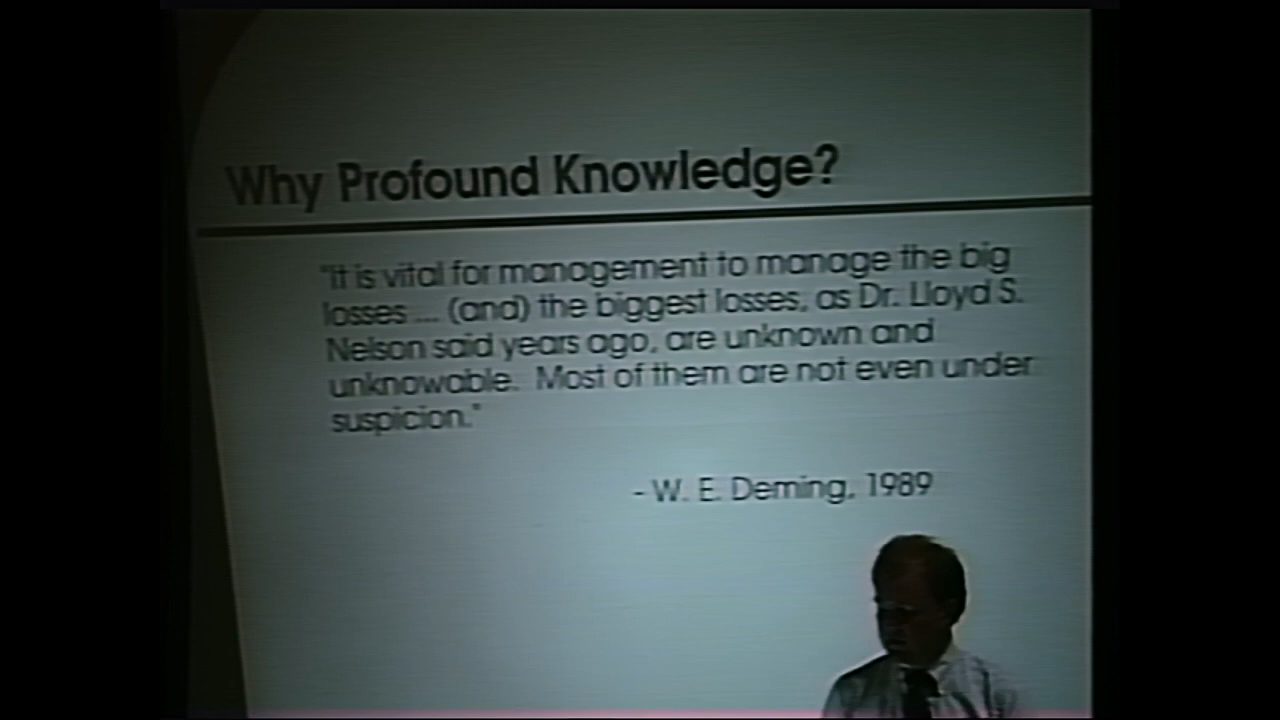 Why Profound Knowledge?
"It is vital for management to manage the big
losses ... (and) the biggest losses, as Dr. Lloyd S.
Nelson said years ago, are unknown and
unknowable. Most of them are not even under
suspicion."
- W. E. Deming, 1989